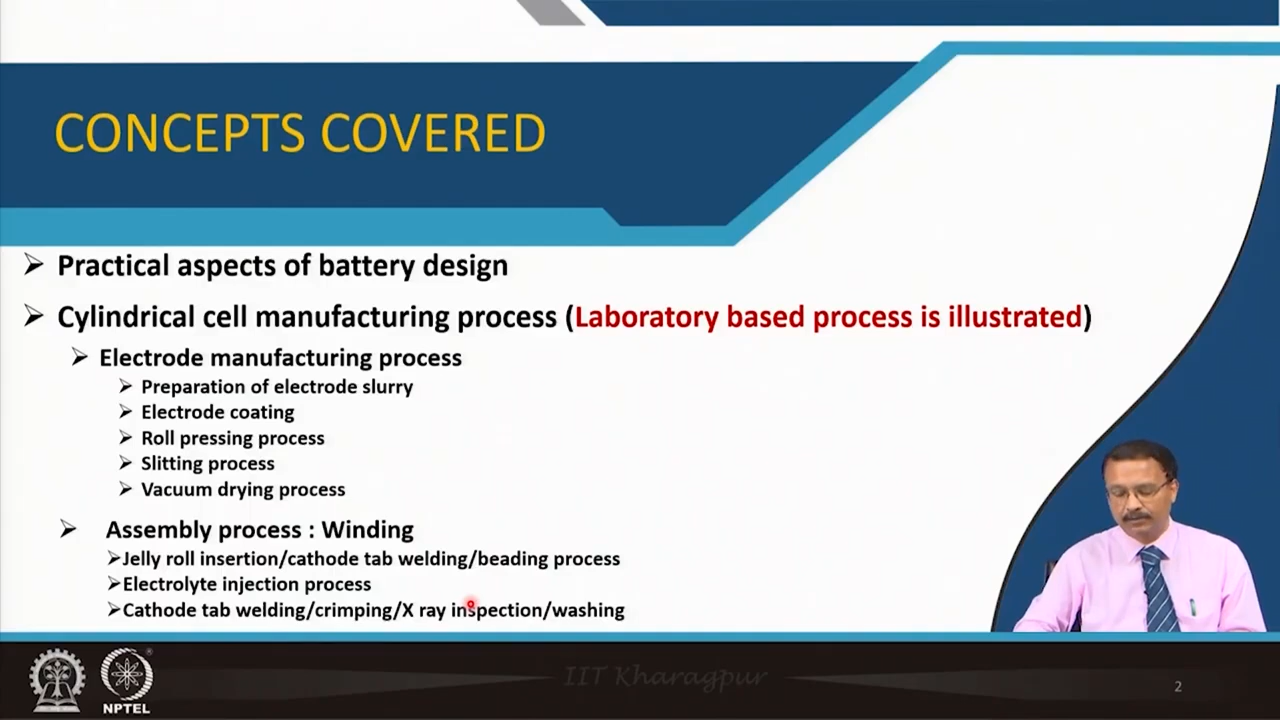 CONCEPTS COVERED
Practical aspects of battery design
Cylindrical cell manufacturing process (Laboratory based process is illustrated)
Electrode manufacturing process
Preparation of electrode slurry
Electrode coating
Roll pressing process
Slitting process
Vacuum drying process
Assembly process : Winding
Jelly roll insertion/cathode tab welding/beading process
Electrolyte injection process
Cathode tab welding/crimping/X ray inspection/washing
NPTEL
IIT Kharagpur
2